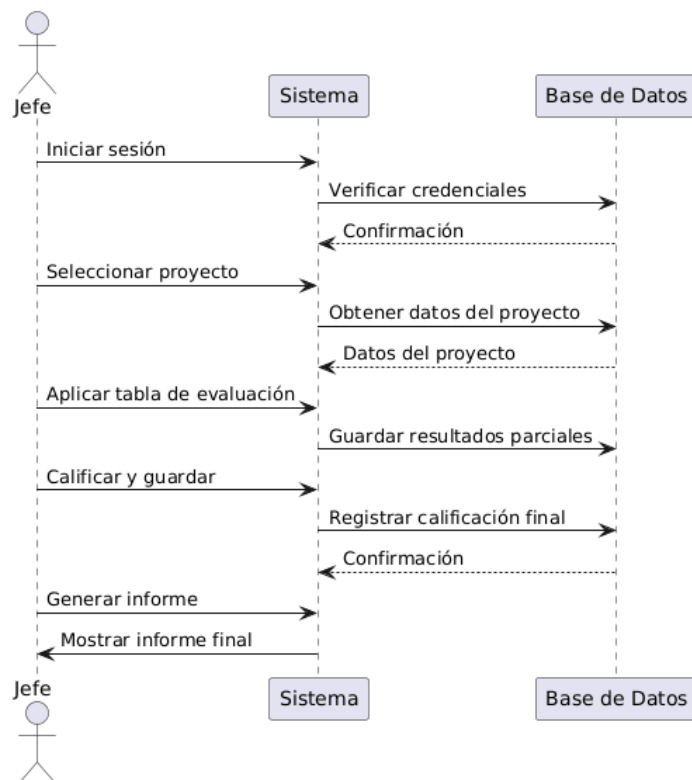 Jefe
Sistema
Base de Datos
Iniciar sesión
Verificar credenciales
Confirmación
Seleccionar proyecto
Obtener datos del proyecto
Datos del proyecto
Aplicar tabla de evaluación
Guardar resultados parciales
Calificar y guardar
Registrar calificación final
Confirmación
Generar informe
Mostrar informe final
Jefe
Sistema
Base de Datos